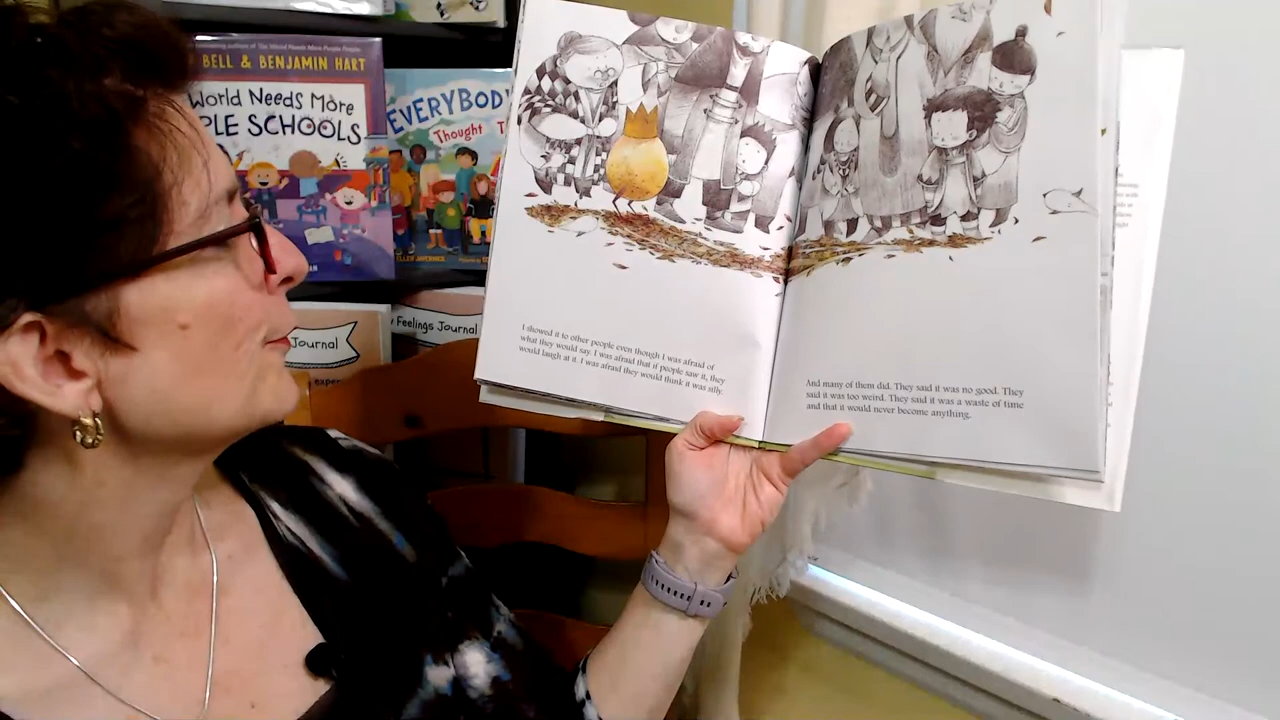 BELL & BENJAMIN HART
World Needs More
PLE SCHOOLS
EVERYBODY
Thought T
Journal
exper
Feelings Journal
I showed it to other people even though I was afraid of
what they would say. I was afraid that if people saw it, they
would laugh at it. I was afraid they would think it was silly.
And many of them did. They said it was no good. They
said it was too weird. They said it was a waste of time
and that it would never become anything.